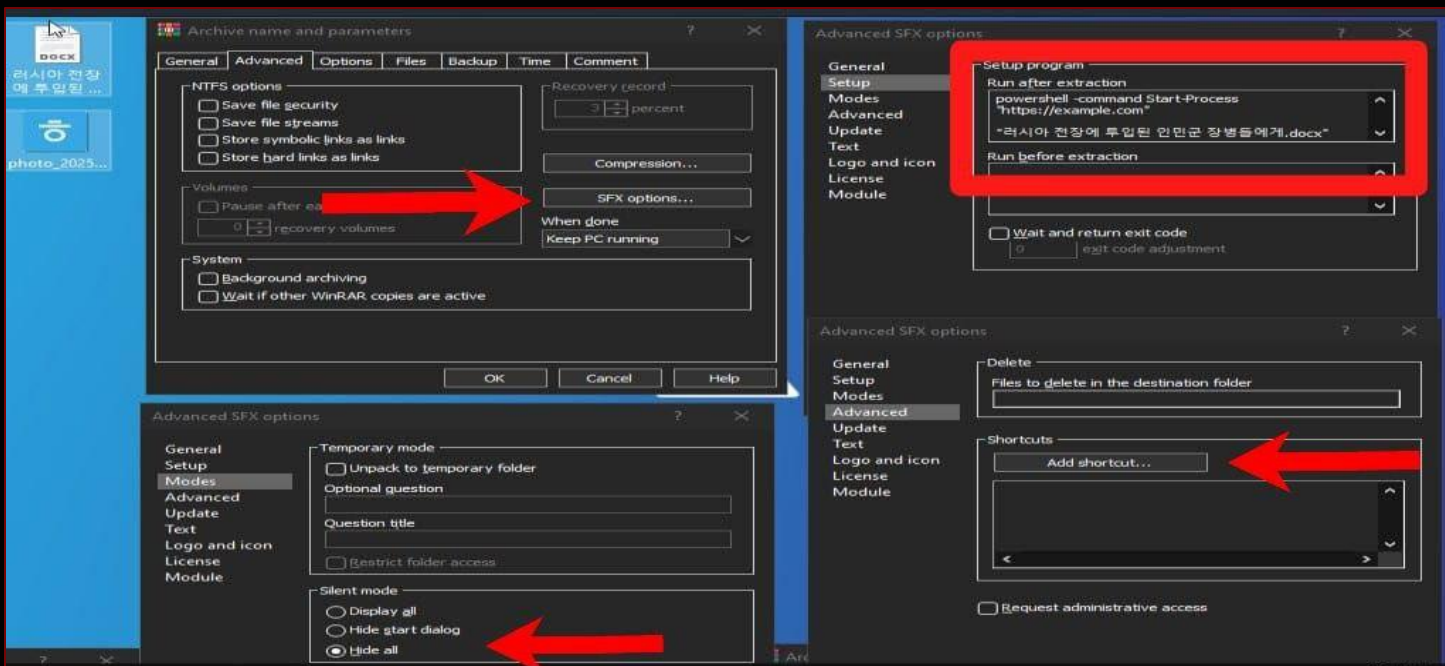 DOCX
러시아 전장
에 투입된 ...
ㅎ
photo_2025...
Archive name and parameters
?
General Advanced Options Files Backup Time Comment
NTFS options
Save file security
Save file streams
Store symbolic links as links
Store hard links as links
Volumes
Pause after ea
0 recovery volumes
Recovery record
3 percent
Compression...
SFX options...
When done
Keep PC running
System
Background archiving
Wait if other WinRAR copies are active
OK Cancel Help
Advanced SFX options
?
General
Setup
Modes
Advanced
Update
Text
Logo and icon
License
Module
Setup program
Run after extraction
powershell -command Start-Process
"https://example.com"
"러시아 전장에 투입된 인민군 장병들에게.docx"
Run before extraction
Wait and return exit code
0 exit code adjustment
Advanced SFX options
?
General
Setup
Modes
Advanced
Update
Text
Logo and icon
License
Module
Temporary mode
Unpack to temporary folder
Optional question
Question title
Restrict folder access
Silent mode
Display all
Hide start dialog
Hide all
Advanced SFX options
?
General
Setup
Modes
Advanced
Update
Text
Logo and icon
License
Module
Delete
Files to delete in the destination folder
Shortcuts
Add shortcut...
Request administrative access
?
Arc